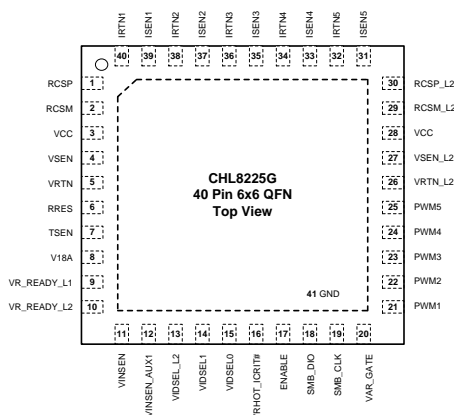 IRTN1
ISEN1
IRTN2
ISEN2
IRTN3
ISEN3
IRTN4
ISEN4
IRTN5
ISEN5
40 39 38 37 36 35 34 33 32 31
RCSP 1
RCSM 2
VCC 3
VSEN 4
VRTN 5
RRES 6
TSEN 7
V18A 8
VR_READY_L1 9
VR_READY_L2 10
CHL8225G
40 Pin 6x6 QFN
Top View
41 GND
30 RCSP_L2
29 RCSM_L2
28 VCC
27 VSEN_L2
26 VRTN_L2
25 PWM5
24 PWM4
23 PWM3
22 PWM2
21 PWM1
11 12 13 14 15 16 17 18 19 20
VINSEN
VINSEN_AUX1
VIDSEL_L2
VIDSEL1
VIDSEL0
VRHOT_ICRIT#
ENABLE
SMB_DIO
SMB_CLK
VAR_GATE